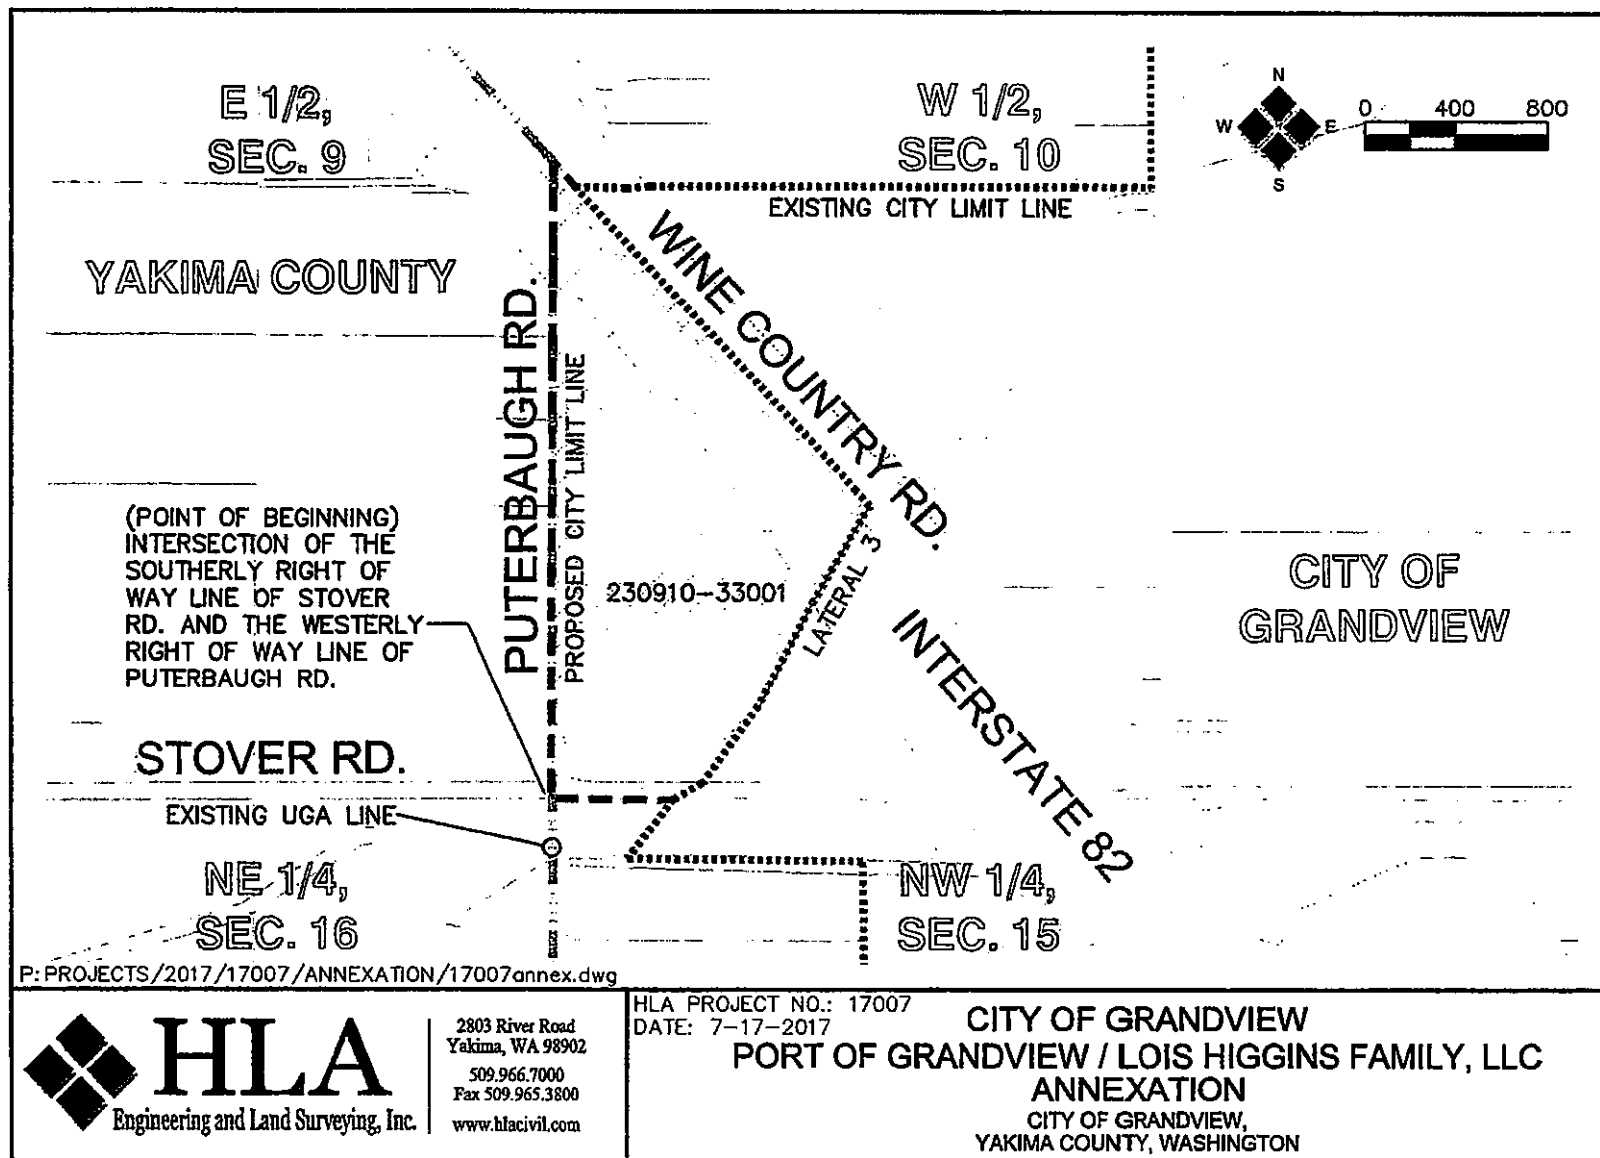 E 1/2,
SEC. 9
W 1/2,
SEC. 10
N
W
E
S
0 400 800
EXISTING CITY LIMIT LINE
YAKIMA COUNTY
WINE COUNTRY RD.
PUTERBAUGH RD.
PROPOSED CITY LIMIT LINE
(POINT OF BEGINNING)
INTERSECTION OF THE
SOUTHERLY RIGHT OF
WAY LINE OF STOVER
RD. AND THE WESTERLY
RIGHT OF WAY LINE OF
PUTERBAUGH RD.
230910-33001
LATERAL 3
CITY OF
GRANDVIEW
INTERSTATE 82
STOVER RD.
EXISTING UGA LINE
NE 1/4,
SEC. 16
NW 1/4,
SEC. 15
P:PROJECTS/2017/17007/ANNEXATION/17007annex.dwg
HLA
Engineering and Land Surveying, Inc.
2803 River Road
Yakima, WA 98902
509.966.7000
Fax 509.965.3800
www.hlacivil.com
HLA PROJECT NO.: 17007
DATE: 7-17-2017
CITY OF GRANDVIEW
PORT OF GRANDVIEW / LOIS HIGGINS FAMILY, LLC
ANNEXATION
CITY OF GRANDVIEW,
YAKIMA COUNTY, WASHINGTON